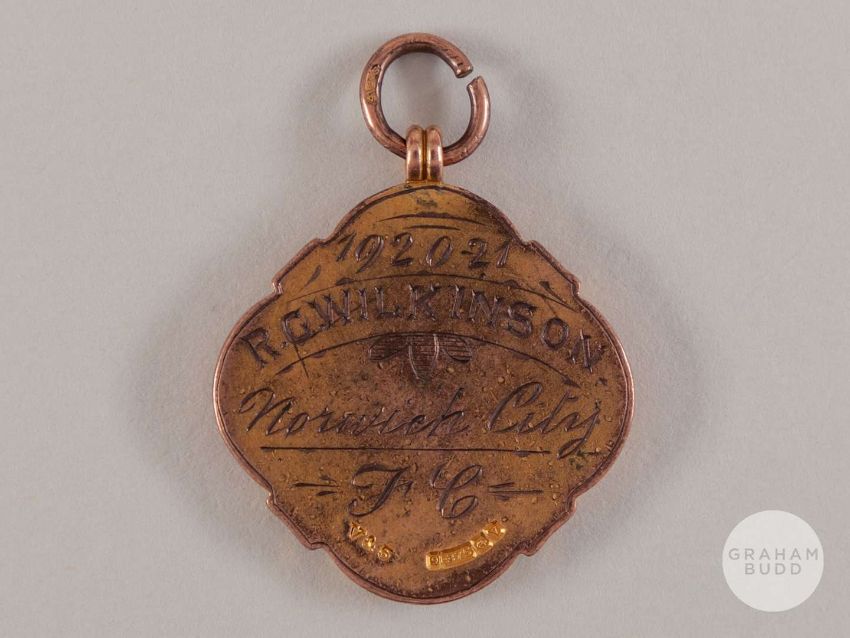 1920-21
R.C.WILKINSON
Norwich City
F.C
V&S
GRAHAM
BUDD